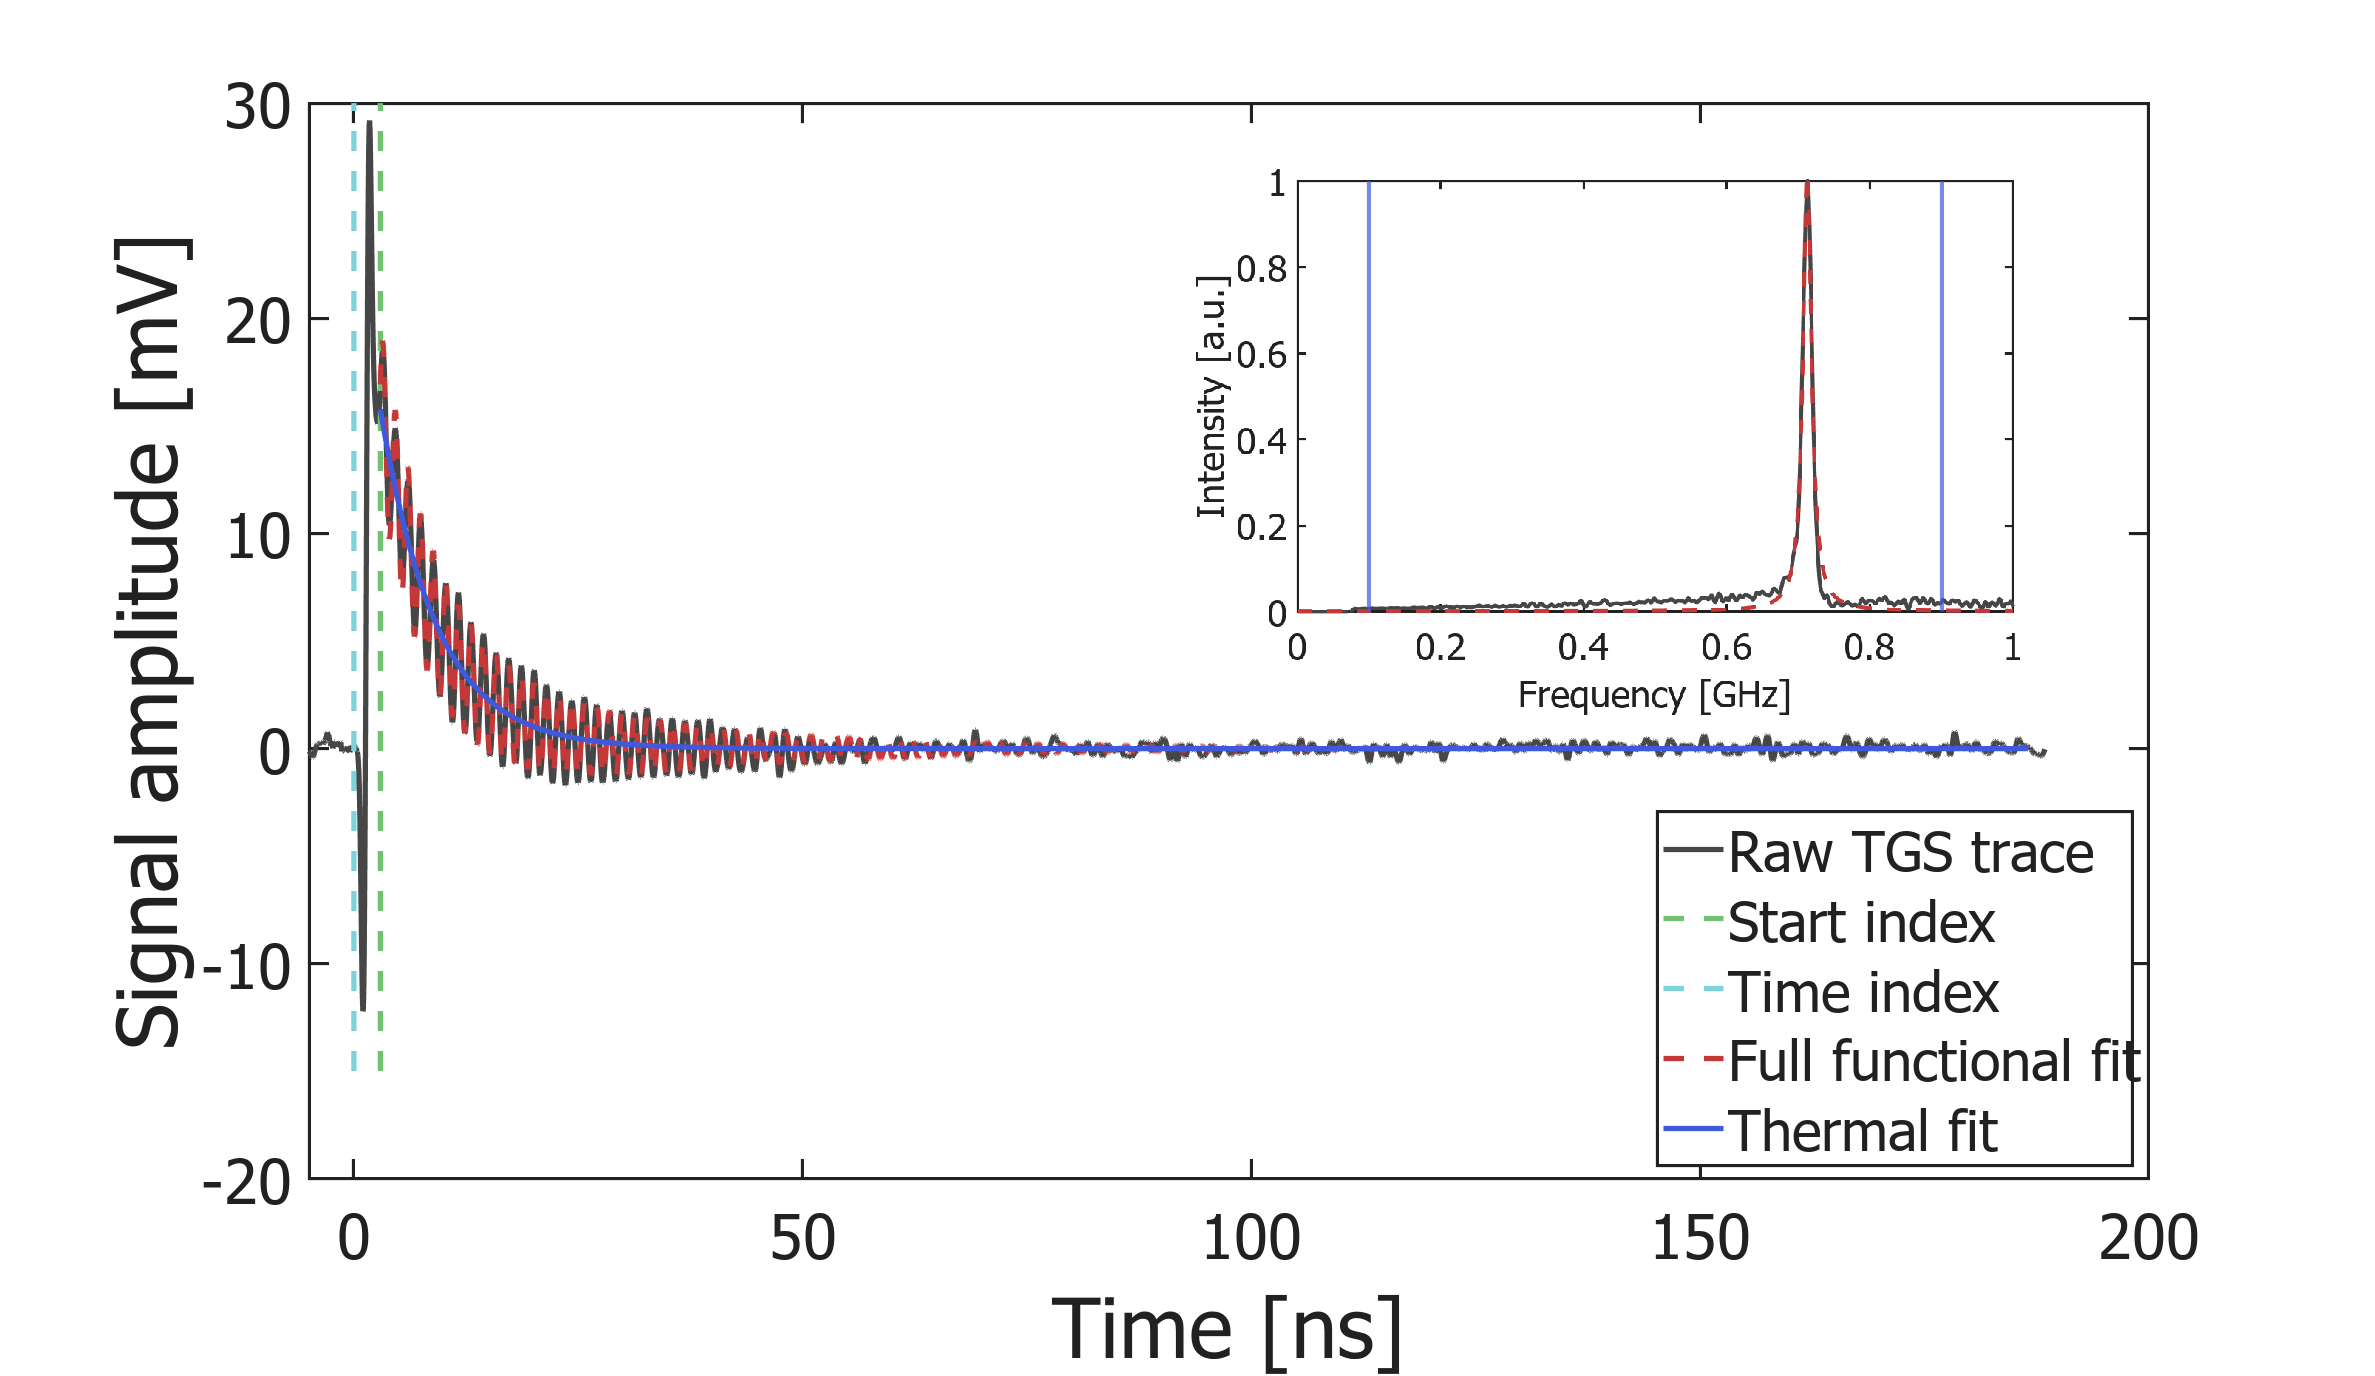 30
20
10
0
-10
-20
Signal amplitude [mV]
0
50
100
150
200
Time [ns]
1
0.8
0.6
0.4
0.2
0
Intensity [a.u.]
0
0.2
0.4
0.6
0.8
1
Frequency [GHz]
Raw TGS trace
Start index
Time index
Full functional fit
Thermal fit